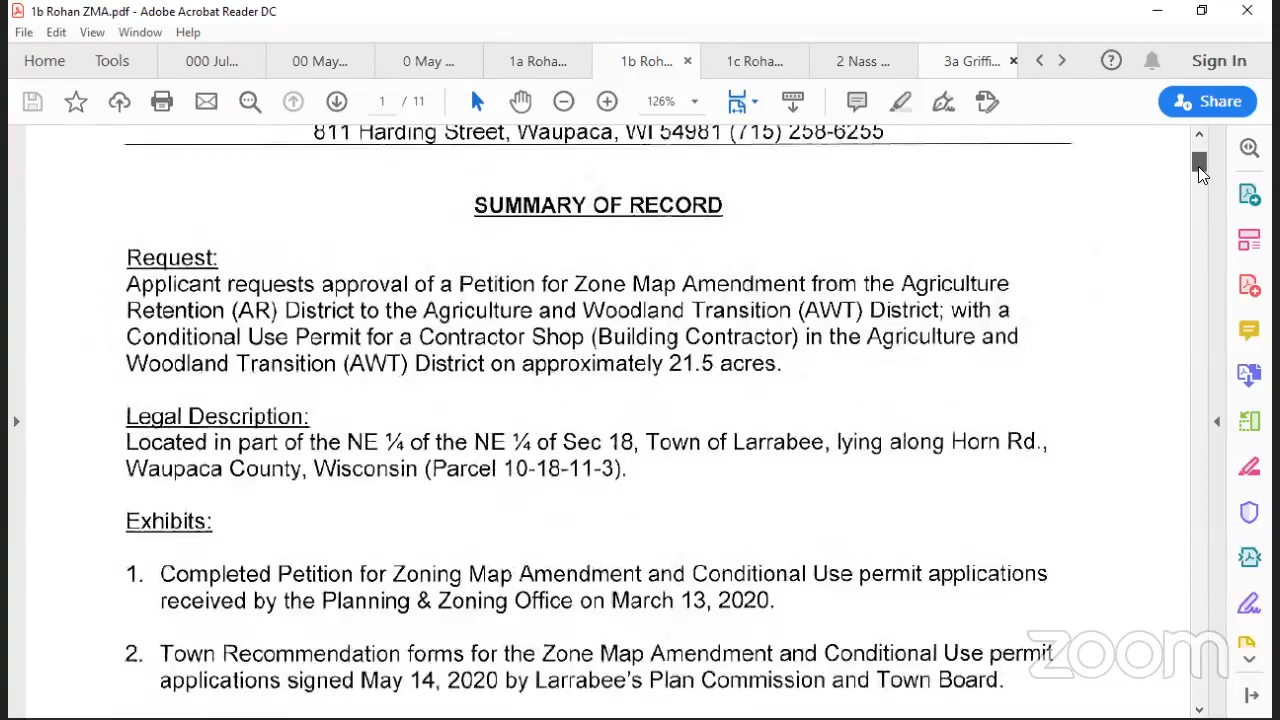 1b Rohan ZMA.pdf - Adobe Acrobat Reader DC
File Edit View Window Help
Home Tools 000 Jul... 00 May... 0 May ... 1a Roha... 1b Roh... 1c Roha... 2 Nass ... 3a Griffi... Sign In
1 / 11 126% Share
811 Harding Street, Waupaca, WI 54981 (715) 258-6255
SUMMARY OF RECORD
Request:
Applicant requests approval of a Petition for Zone Map Amendment from the Agriculture
Retention (AR) District to the Agriculture and Woodland Transition (AWT) District; with a
Conditional Use Permit for a Contractor Shop (Building Contractor) in the Agriculture and
Woodland Transition (AWT) District on approximately 21.5 acres.
Legal Description:
Located in part of the NE ¼ of the NE ¼ of Sec 18, Town of Larrabee, lying along Horn Rd.,
Waupaca County, Wisconsin (Parcel 10-18-11-3).
Exhibits:
1. Completed Petition for Zoning Map Amendment and Conditional Use permit applications
received by the Planning & Zoning Office on March 13, 2020.
2. Town Recommendation forms for the Zone Map Amendment and Conditional Use permit
applications signed May 14, 2020 by Larrabee's Plan Commission and Town Board.
zoom